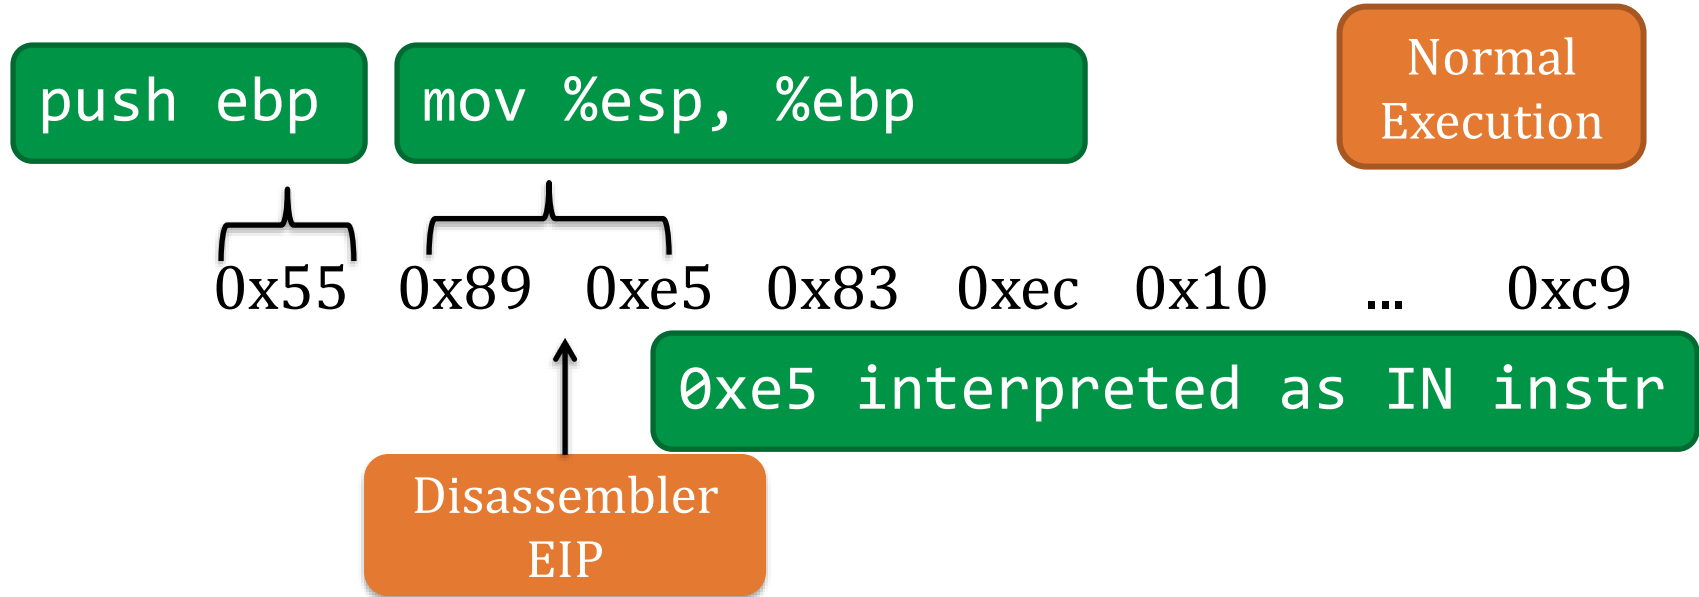 push ebp
mov %esp, %ebp
Normal
Execution
0x55 0x89 0xe5 0x83 0xec 0x10 ... 0xc9
0xe5 interpreted as IN instr
Disassembler
EIP